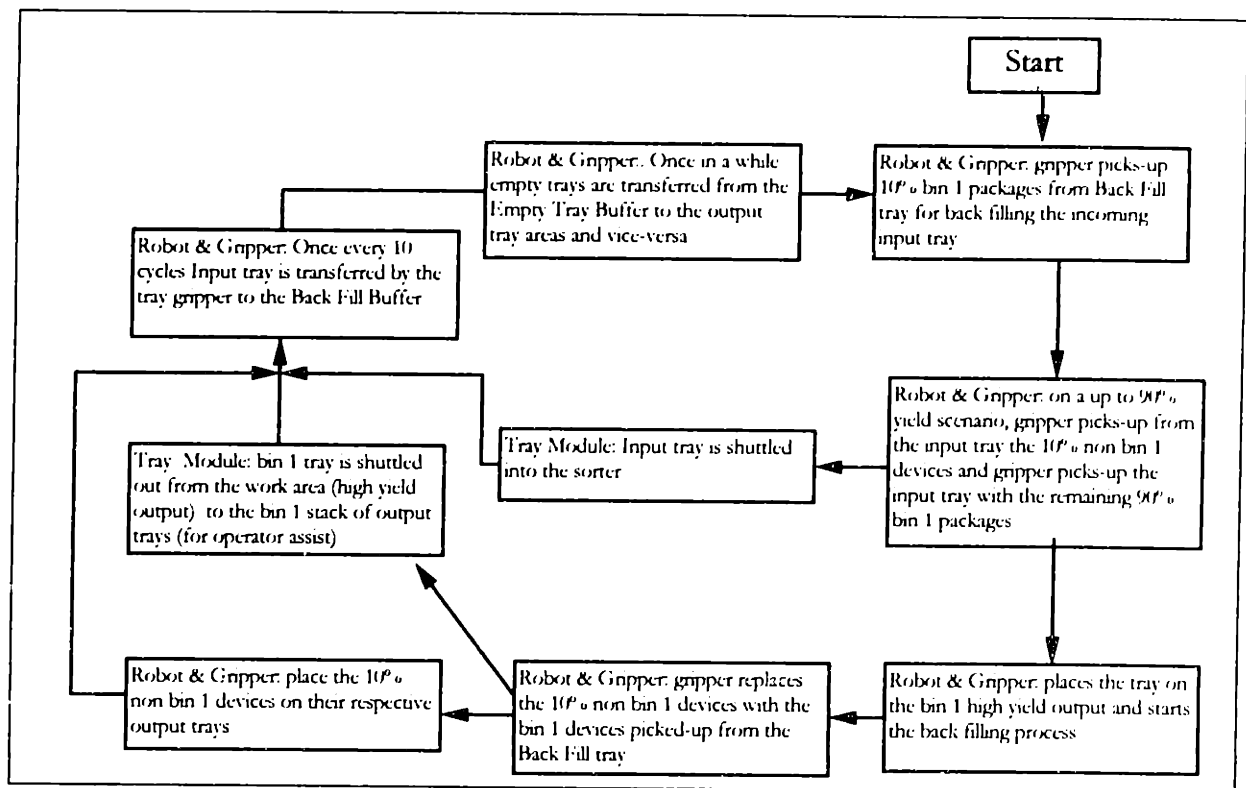 Start
Robot & Gripper: gripper picks-up
10% bin 1 packages from Back Fill
tray for back filling the incoming
input tray
Robot & Gripper: on a up to 90%
yield scenario, gripper picks-up from
the input tray the 10% non bin 1
devices and gripper picks-up the
input tray with the remaining 90%
bin 1 packages
Robot & Gripper: places the tray on
the bin 1 high yield output and starts
the back filling process
Robot & Gripper: gripper replaces
the 10% non bin 1 devices with the
bin 1 devices picked-up from the
Back Fill tray
Robot & Gripper: place the 10%
non bin 1 devices on their respective
output trays
Tray Module: Input tray is shuttled
into the sorter
Tray Module: bin 1 tray is shuttled
out from the work area (high yield
output) to the bin 1 stack of output
trays (for operator assist)
Robot & Gripper: Once every 10
cycles Input tray is transferred by the
tray gripper to the Back Fill Buffer
Robot & Gripper:. Once in a while
empty trays are transferred from the
Empty Tray Buffer to the output
tray areas and vice-versa